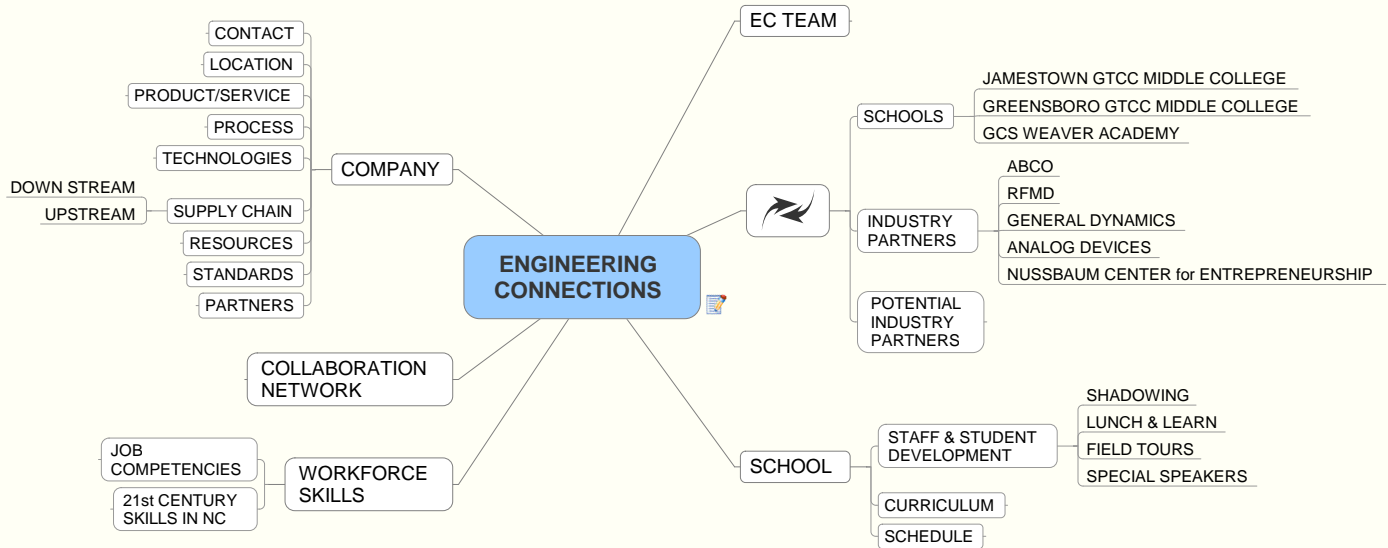 ENGINEERING
CONNECTIONS
EC TEAM
SCHOOLS
JAMESTOWN GTCC MIDDLE COLLEGE
GREENSBORO GTCC MIDDLE COLLEGE
GCS WEAVER ACADEMY
INDUSTRY
PARTNERS
ABCO
RFMD
GENERAL DYNAMICS
ANALOG DEVICES
NUSSBAUM CENTER for ENTREPRENEURSHIP
POTENTIAL
INDUSTRY
PARTNERS
SCHOOL
STAFF & STUDENT
DEVELOPMENT
SHADOWING
LUNCH & LEARN
FIELD TOURS
SPECIAL SPEAKERS
CURRICULUM
SCHEDULE
COMPANY
CONTACT
LOCATION
PRODUCT/SERVICE
PROCESS
TECHNOLOGIES
SUPPLY CHAIN
DOWN STREAM
UPSTREAM
RESOURCES
STANDARDS
PARTNERS
COLLABORATION
NETWORK
WORKFORCE
SKILLS
JOB
COMPETENCIES
21st CENTURY
SKILLS IN NC